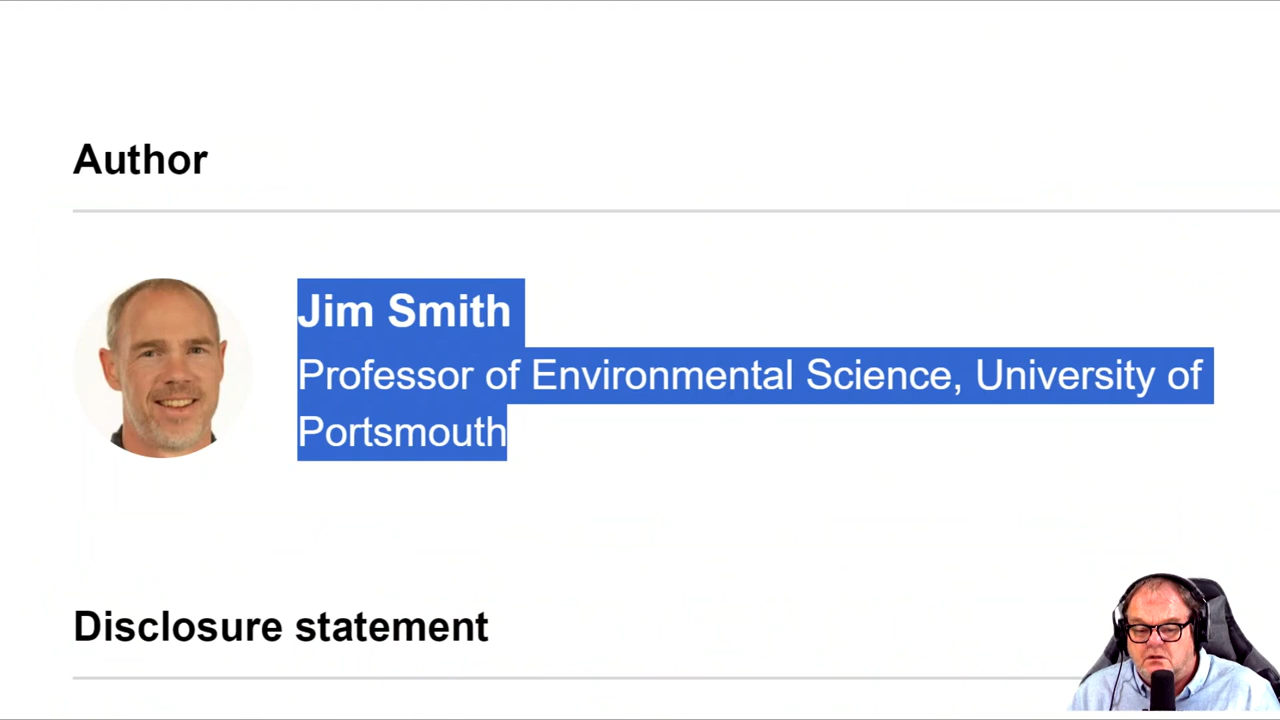 Author
Jim Smith
Professor of Environmental Science, University of
Portsmouth
Disclosure statement